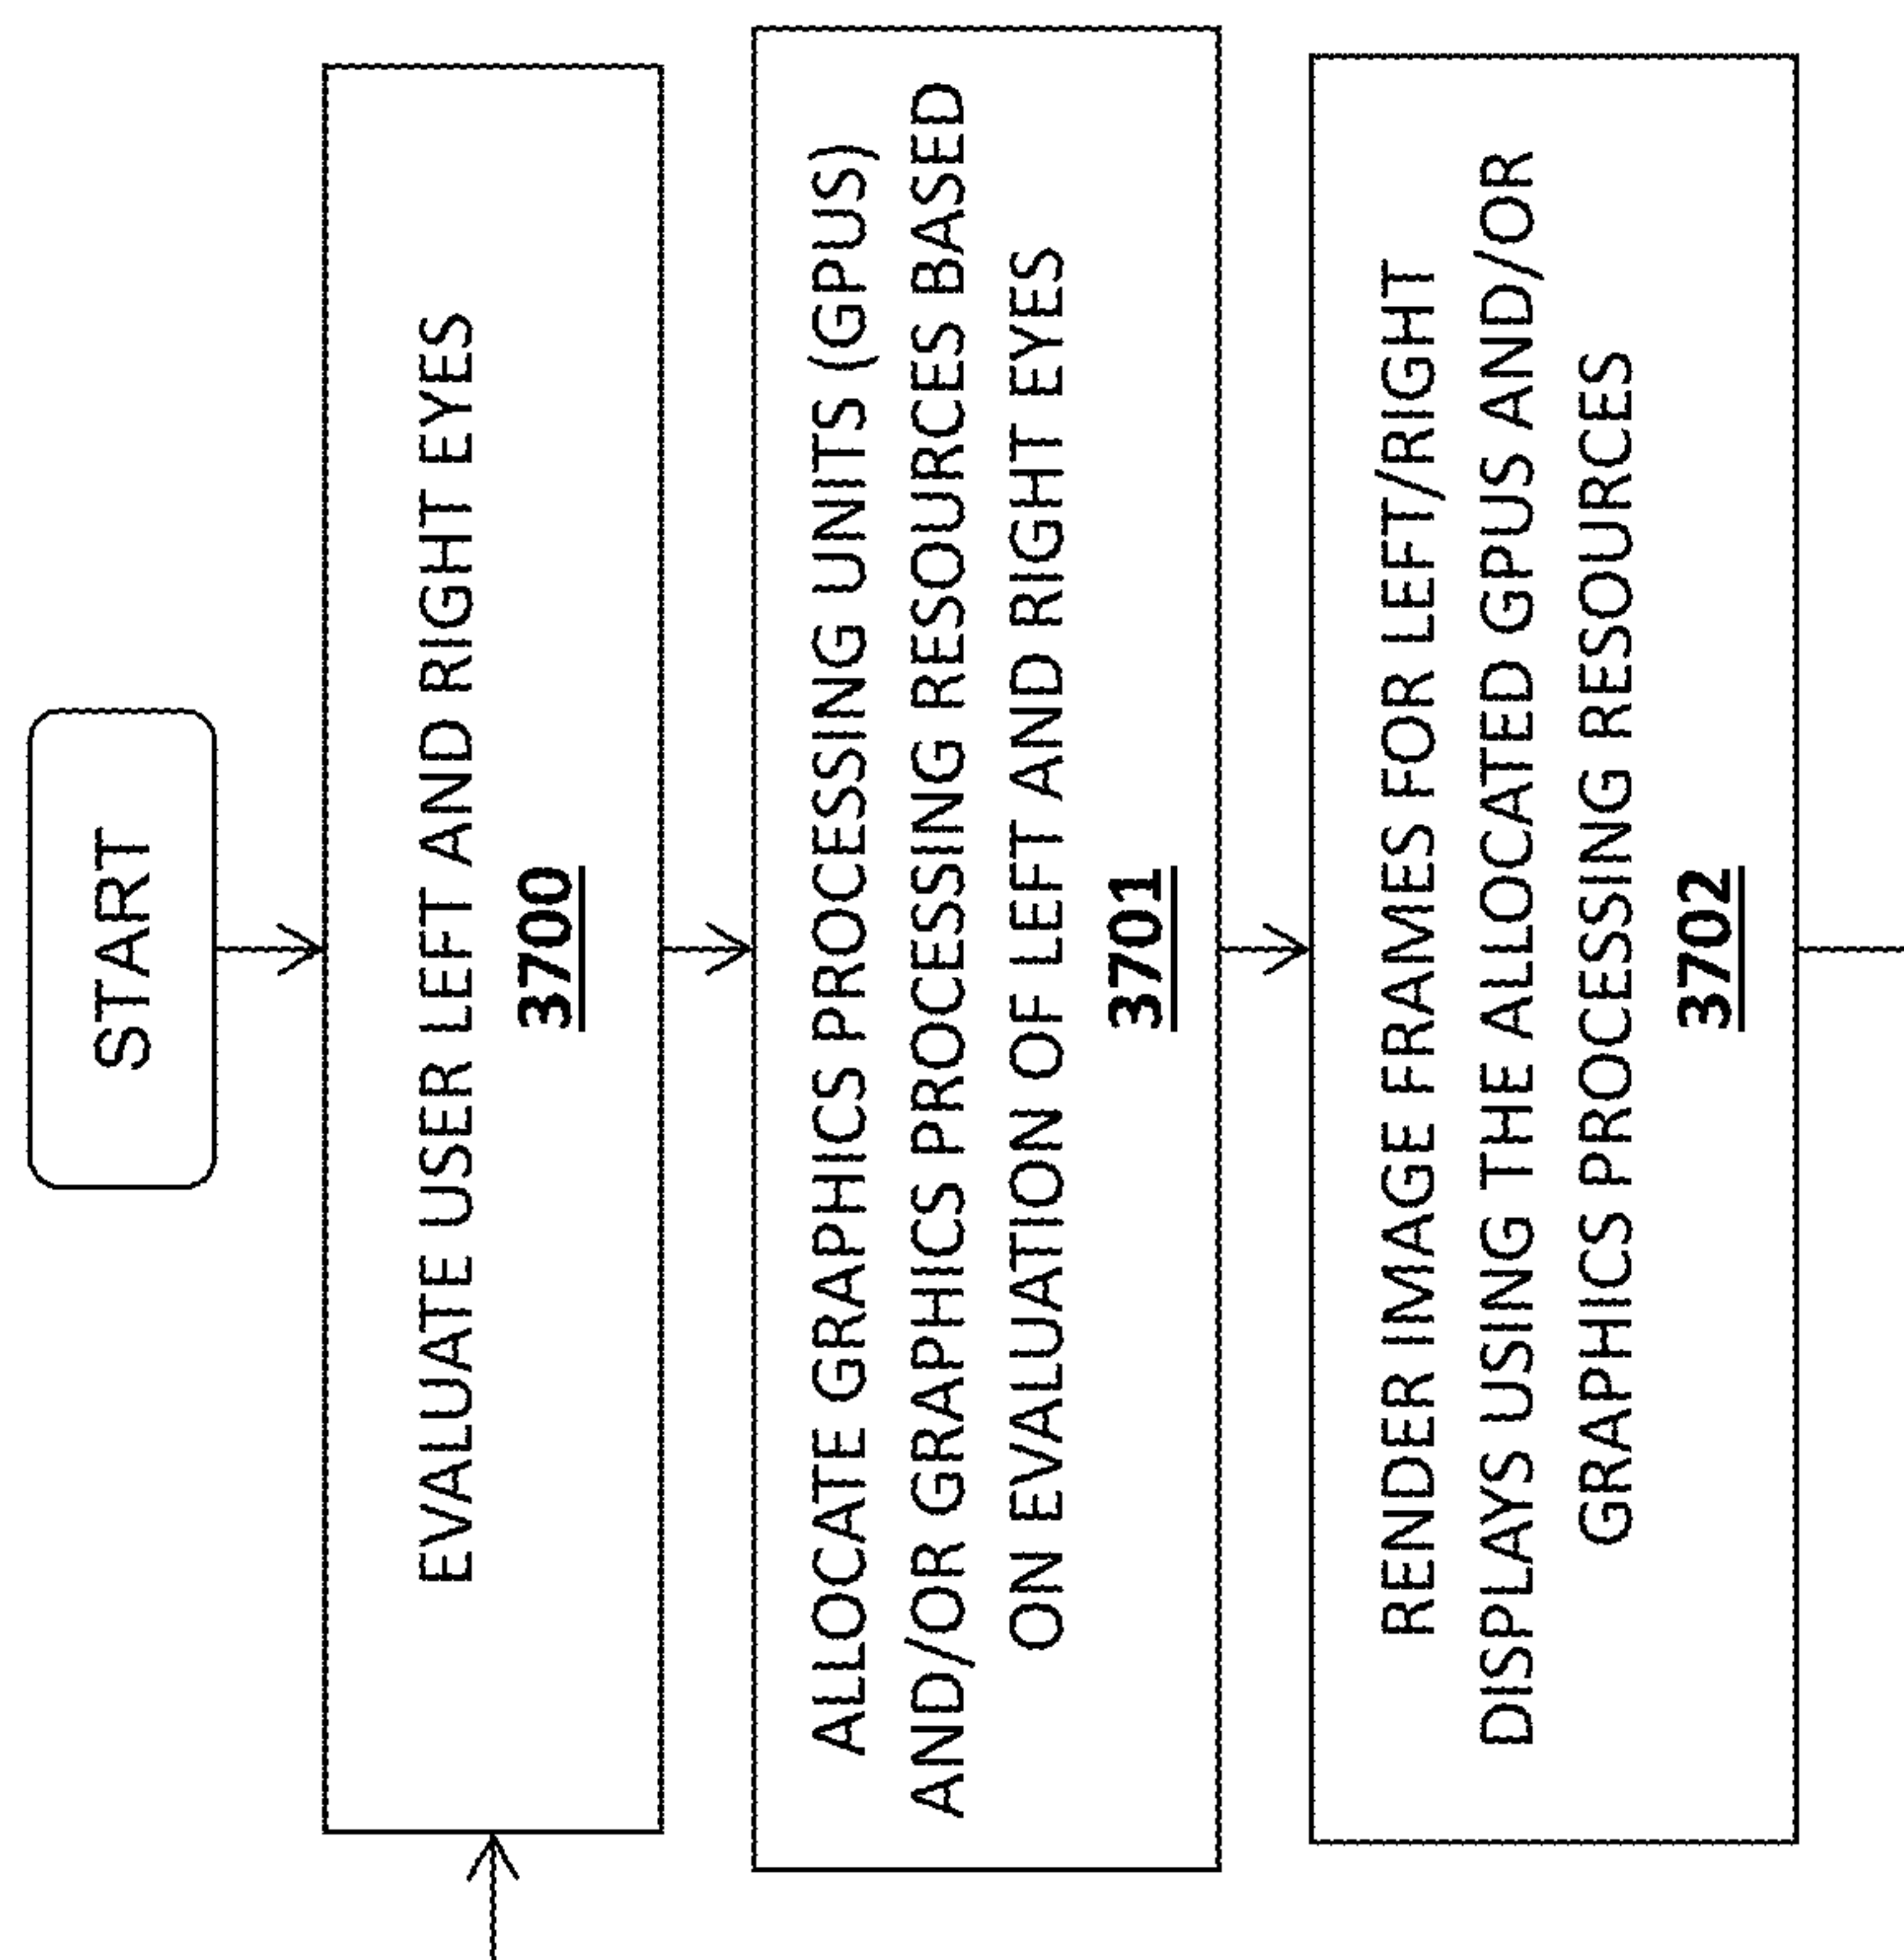 START
EVALUATE USER LEFT AND RIGHT EYES
3700
ALLOCATE GRAPHICS PROCESSING UNITS (GPUS)
AND/OR GRAPHICS PROCESSING RESOURCES BASED
ON EVALUATION OF LEFT AND RIGHT EYES
3701
RENDER IMAGE FRAMES FOR LEFT/RIGHT
DISPLAYS USING THE ALLOCATED GPUS AND/OR
GRAPHICS PROCESSING RESOURCES
3702